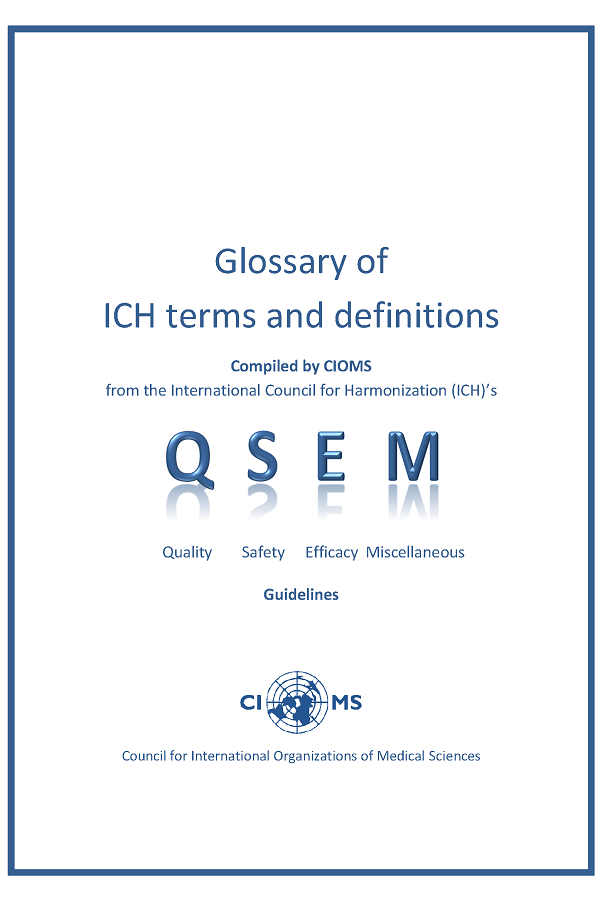 Glossary of
ICH terms and definitions
Compiled by CIOMS
from the International Council for Harmonization (ICH)’s
Q S E M
Quality Safety Efficacy Miscellaneous
Guidelines
CI MS
Council for International Organizations of Medical Sciences